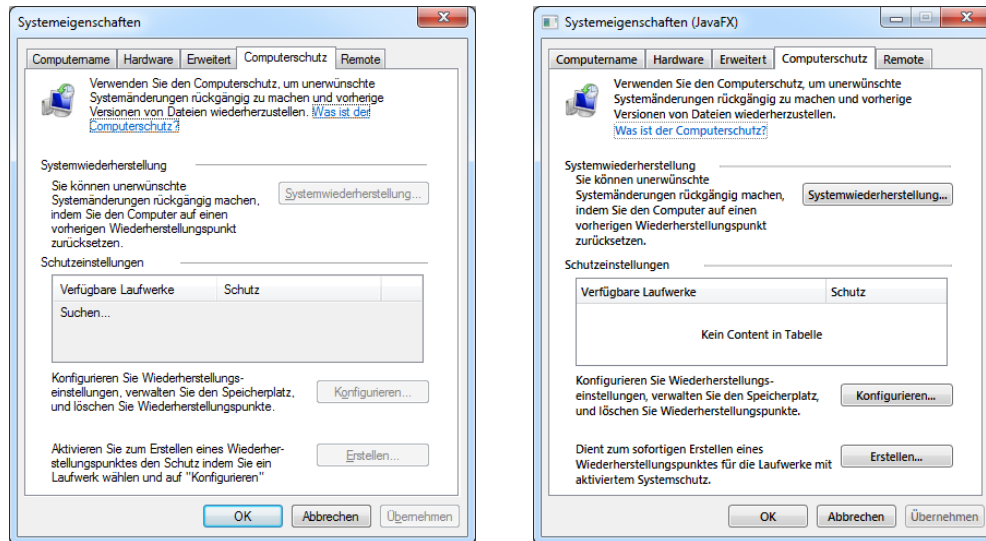 Systemeigenschaften
Computername Hardware Erweitert Computerschutz Remote
Verwenden Sie den Computerschutz, um unerwünschte
Systemänderungen rückgängig zu machen und vorherige
Versionen von Dateien wiederherzustellen. Was ist der
Computerschutz?
Systemwiederherstellung
Sie können unerwünschte
Systemänderungen rückgängig machen,
indem Sie den Computer auf einen
vorherigen Wiederherstellungspunkt
zurücksetzen.
Systemwiederherstellung...
Schutzeinstellungen
Verfügbare Laufwerke Schutz
Suchen...
Konfigurieren Sie Wiederherstellungs-
einstellungen, verwalten Sie den Speicherplatz,
und löschen Sie Wiederherstellungspunkte.
Konfigurieren...
Aktivieren Sie zum Erstellen eines Wiederher-
stellungspunktes den Schutz indem Sie ein
Laufwerk wählen und auf "Konfigurieren"
Erstellen...
OK Abbrechen Übernehmen
Systemeigenschaften (JavaFX)
Computername Hardware Erweitert Computerschutz Remote
Verwenden Sie den Computerschutz, um unerwünschte
Systemänderungen rückgängig zu machen und vorherige
Versionen von Dateien wiederherzustellen.
Was ist der Computerschutz?
Systemwiederherstellung
Sie können unerwünschte
Systemänderungen rückgängig machen,
indem Sie den Computer auf einen
vorherigen Wiederherstellungspunkt
zurücksetzen.
Systemwiederherstellung...
Schutzeinstellungen
Verfügbare Laufwerke Schutz
Kein Content in Tabelle
Konfigurieren Sie Wiederherstellungs-
einstellungen, verwalten Sie den Speicherplatz,
und löschen Sie Wiederherstellungspunkte.
Konfigurieren...
Dient zum sofortigen Erstellen eines
Wiederherstellungspunktes für die Laufwerke mit
aktiviertem Systemschutz.
Erstellen...
OK Abbrechen Übernehmen